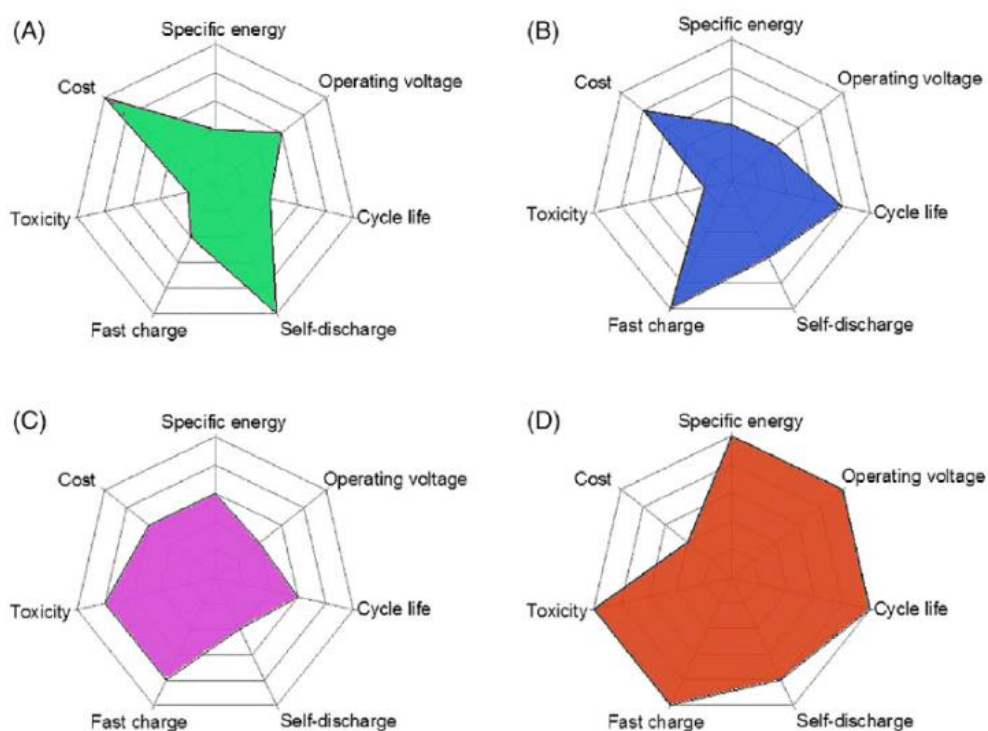 (A)
Specific energy
Cost
Operating voltage
Toxicity
Cycle life
Fast charge
Self-discharge
(B)
Specific energy
Cost
Operating voltage
Toxicity
Cycle life
Fast charge
Self-discharge
(C)
Specific energy
Cost
Operating voltage
Toxicity
Cycle life
Fast charge
Self-discharge
(D)
Specific energy
Cost
Operating voltage
Toxicity
Cycle life
Fast charge
Self-discharge